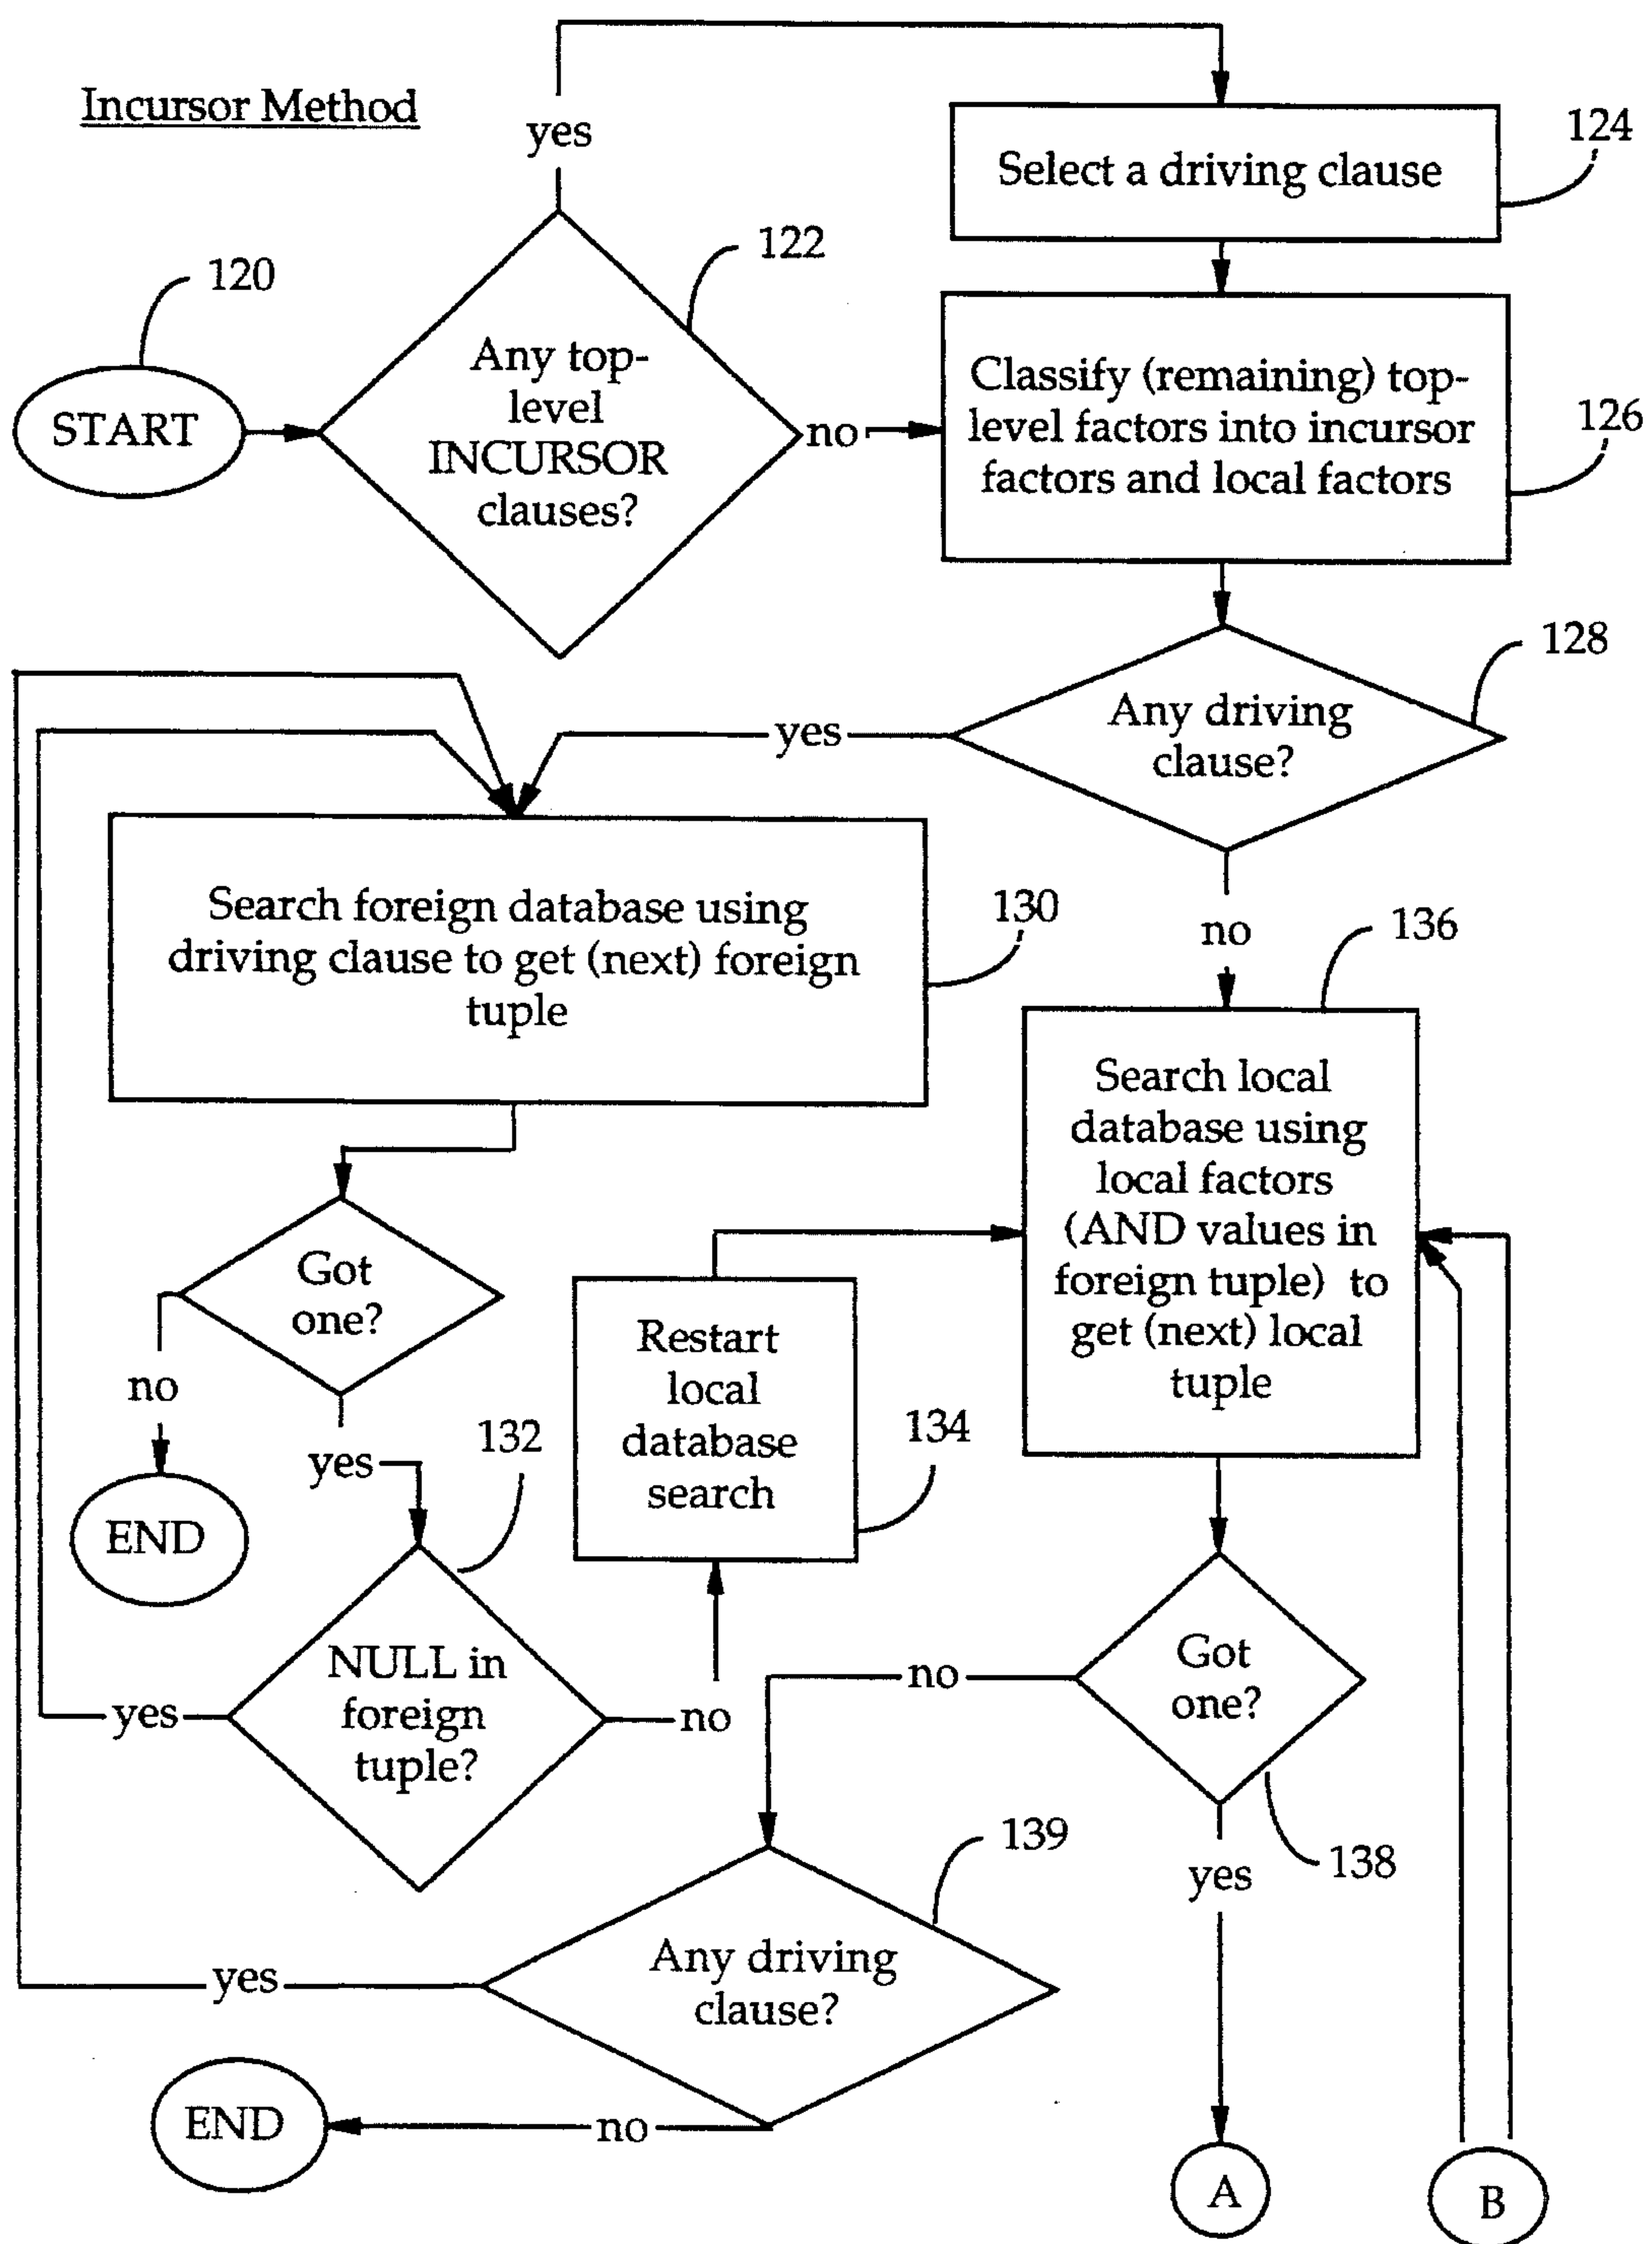 Incursor Method
yes
124
Select a driving clause
122
120
Any top-
level
INCURSOR
clauses?
START
no
Classify (remaining) top-
level factors into incursor
factors and local factors
126
128
Any driving
clause?
yes
no
Search foreign database using
driving clause to get (next) foreign
tuple
130
136
Search local
database using
local factors
(AND values in
foreign tuple) to
get (next) local
tuple
Got
one?
no
yes
END
132
Restart
local
database
search
134
NULL in
foreign
tuple?
yes
no
no
Got
one?
138
yes
139
Any driving
clause?
yes
no
END
A
B